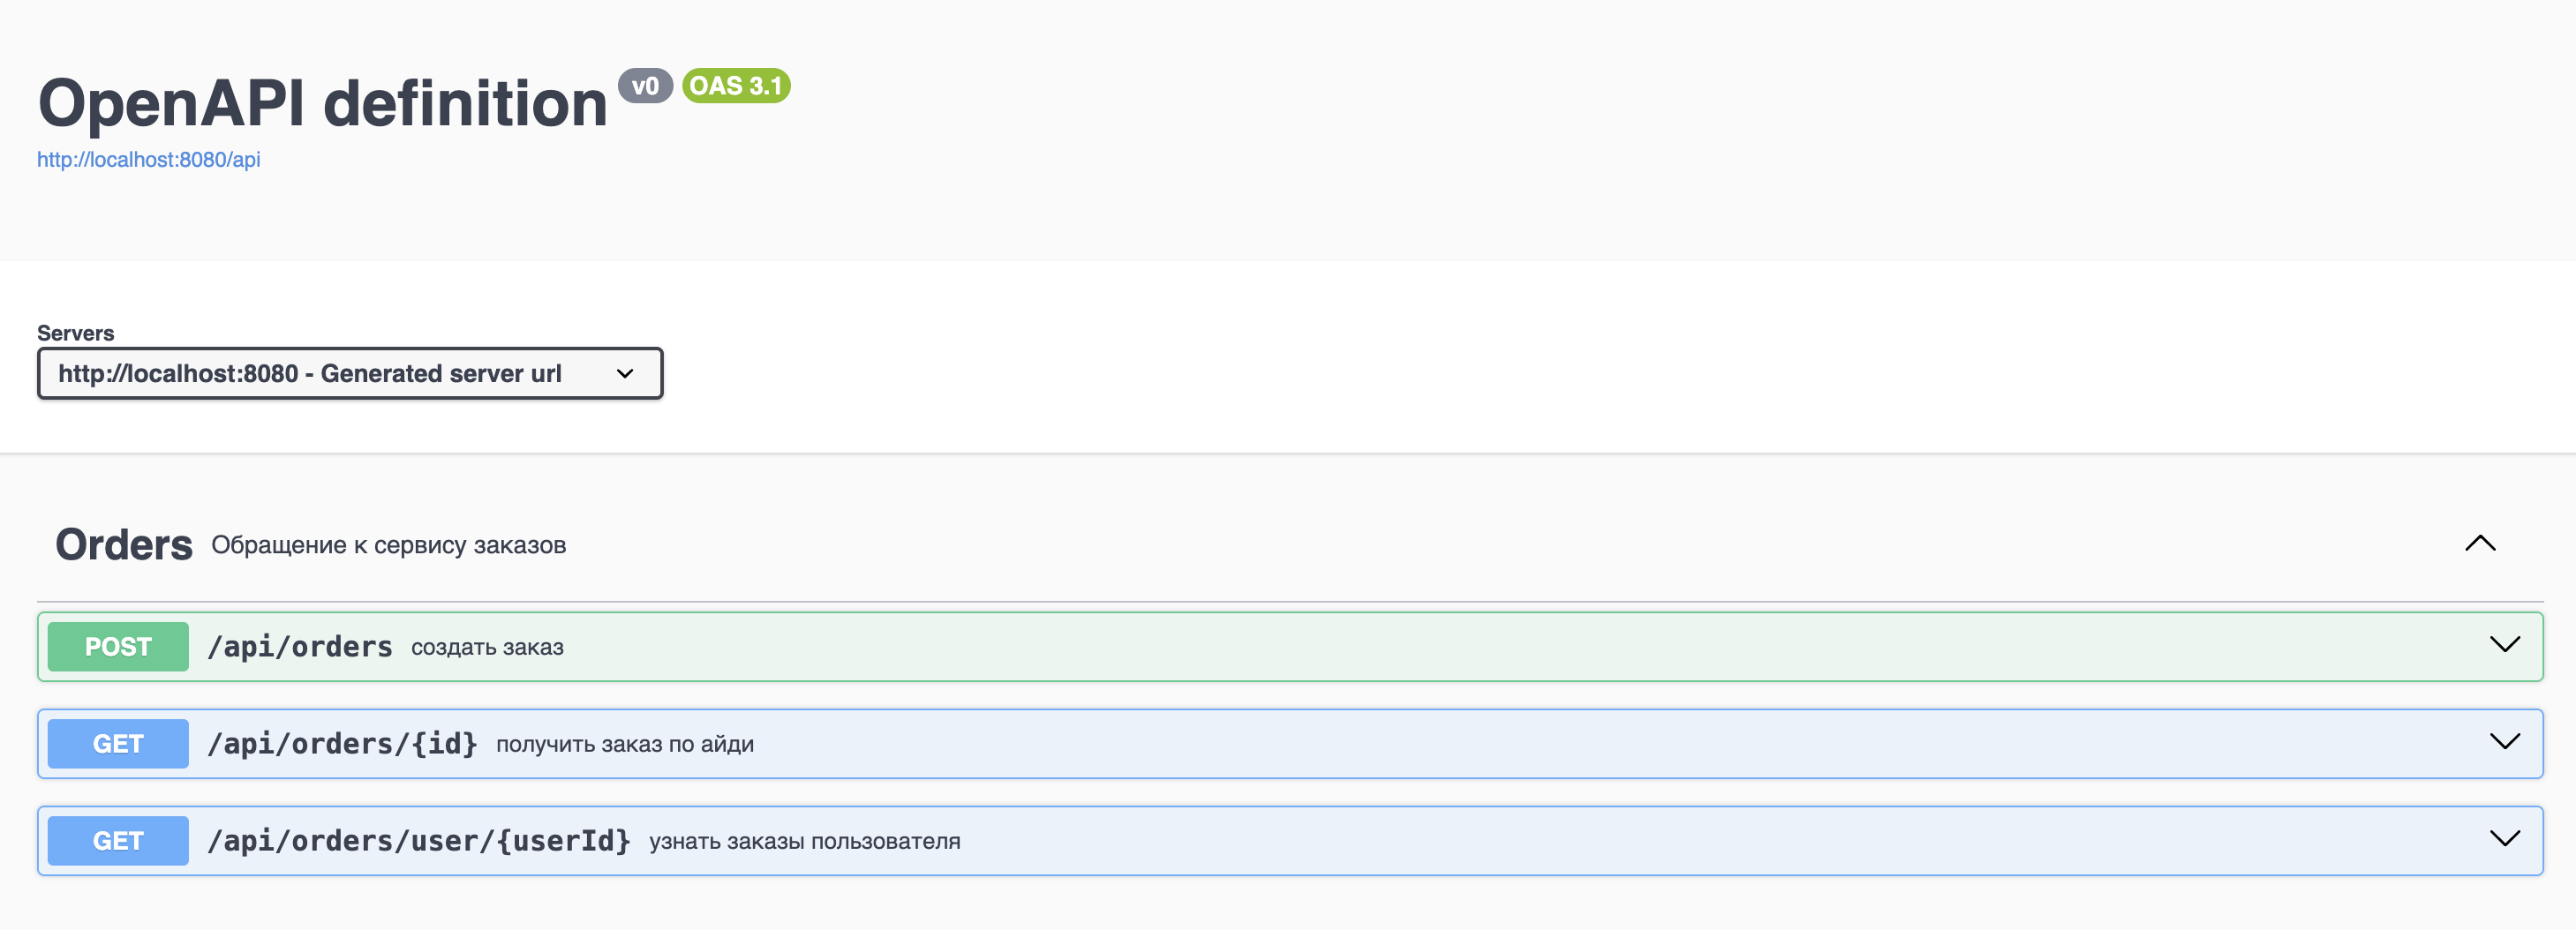 OpenAPI definition v0 OAS 3.1
http://localhost:8080/api
Servers
http://localhost:8080 - Generated server url
Orders Обращение к сервису заказов
POST /api/orders создать заказ
GET /api/orders/{id} получить заказ по айди
GET /api/orders/user/{userId} узнать заказы пользователя